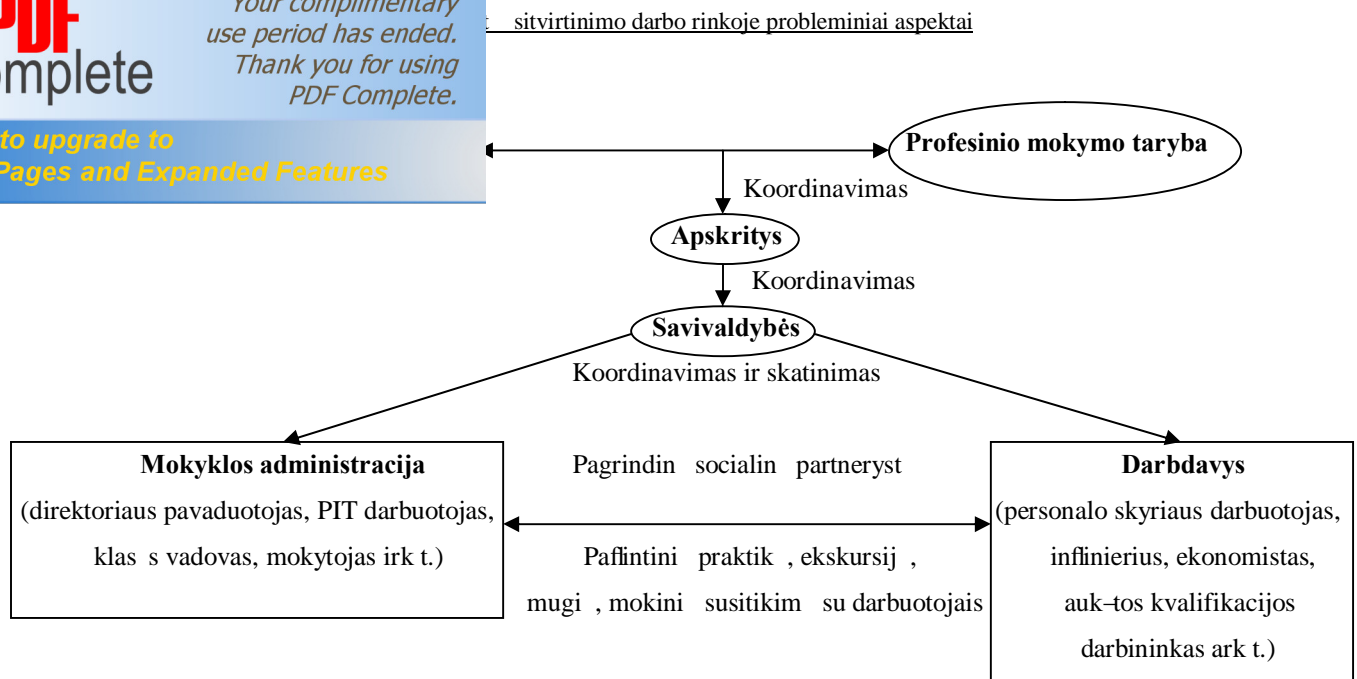 Your complimentary
use period has ended.
Thank you for using
PDF Complete.
PDF
omplete
to upgrade to
Pages and Expanded Features
sitvirtinimo darbo rinkoje probleminiai aspektai
Profesinio mokymo taryba
Koordinavimas
Apskritys
Koordinavimas
Savivaldybės
Koordinavimas ir skatinimas
Mokyklos administracija
(direktoriaus pavaduotojas, PIT darbuotojas,
klas s vadovas, mokytojas irk t.)
Pagrindin socialin partneryst
Paflintini praktik , ekskursij ,
mugi , mokini susitikim su darbuotojais
Darbdavys
(personalo skyriaus darbuotojas,
inflinierius, ekonomistas,
auk–tos kvalifikacijos
darbininkas ark t.)